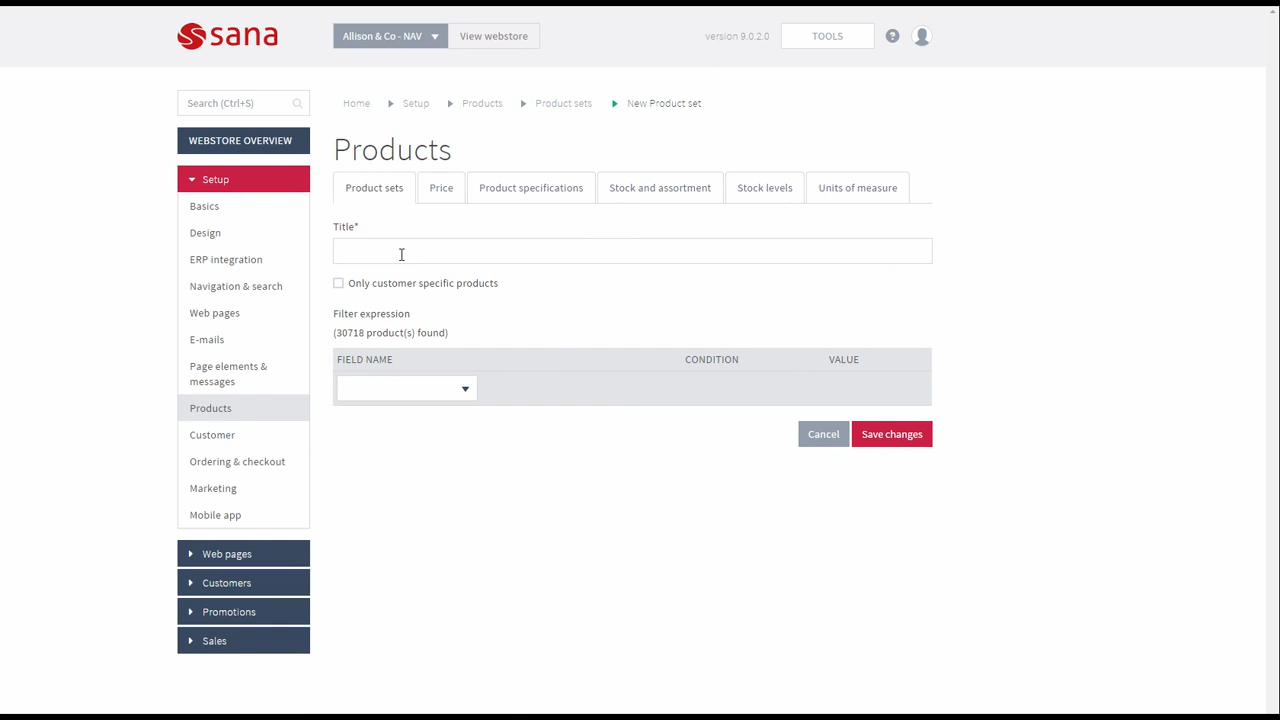 sana
Allison & Co - NAV
View webstore
version 9.0.2.0
TOOLS
?
Search (Ctrl+S)
WEBSTORE OVERVIEW
Setup
Basics
Design
ERP integration
Navigation & search
Web pages
E-mails
Page elements &
messages
Products
Customer
Ordering & checkout
Marketing
Mobile app
Web pages
Customers
Promotions
Sales
Home Setup Products Product sets New Product set
Products
Product sets Price Product specifications Stock and assortment Stock levels Units of measure
Title*
Only customer specific products
Filter expression
(30718 product(s) found)
FIELD NAME CONDITION VALUE
Cancel Save changes